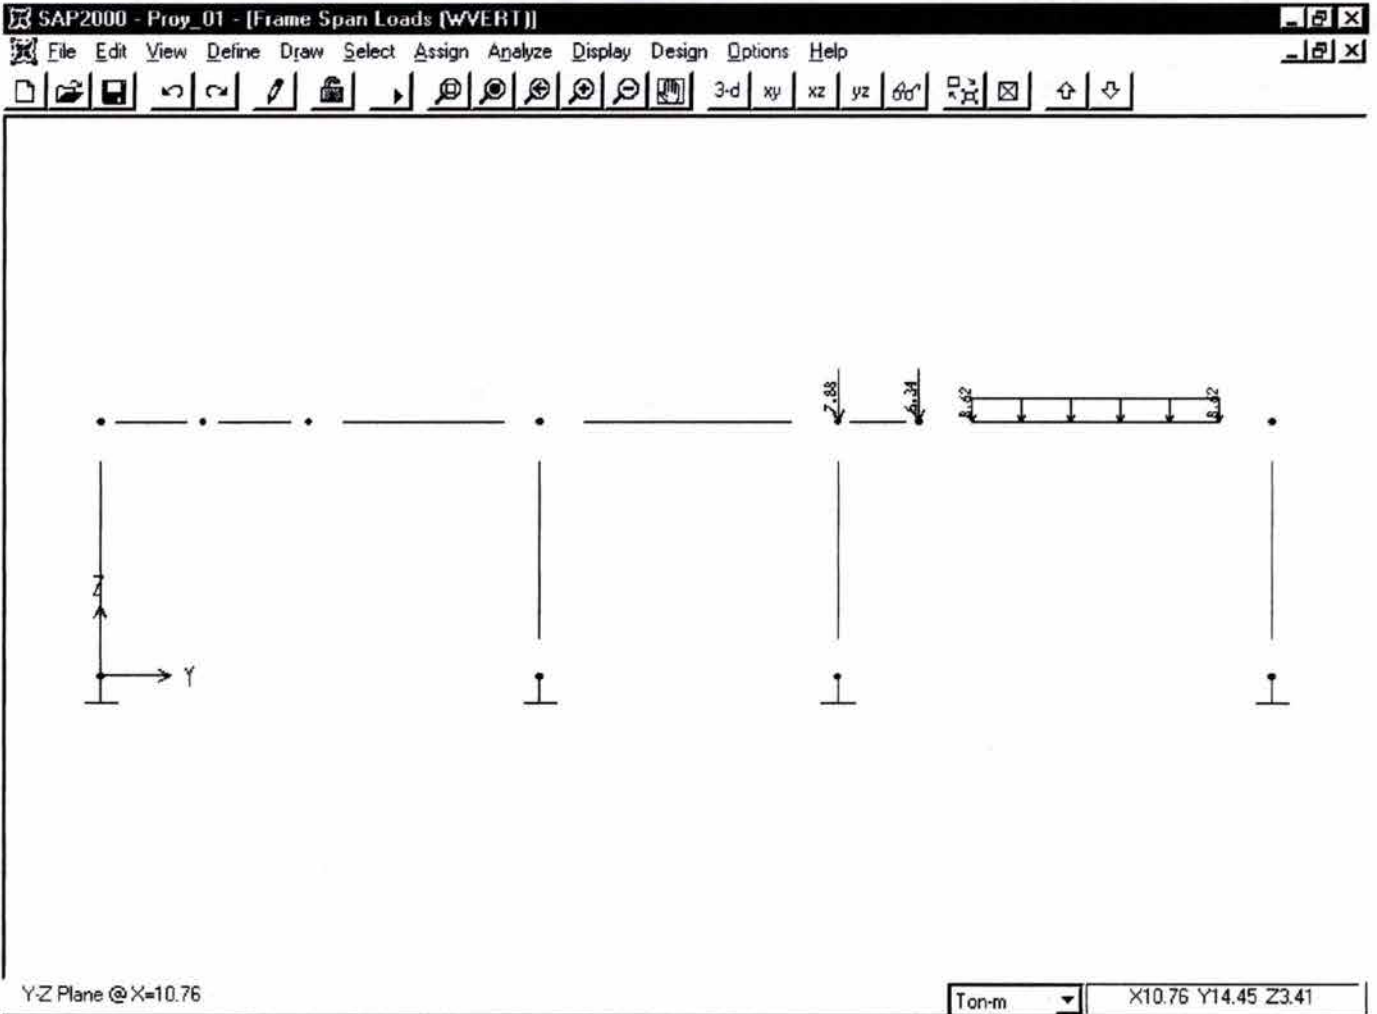 SAP2000 - Proy_01 - [Frame Span Loads (WVERT)]
File Edit View Define Draw Select Assign Analyze Display Design Options Help
3-d xy xz yz
7.88
6.34
8.62
8.62
Z
Y
Y-Z Plane @ X=10.76
Ton-m
X10.76 Y14.45 Z3.41